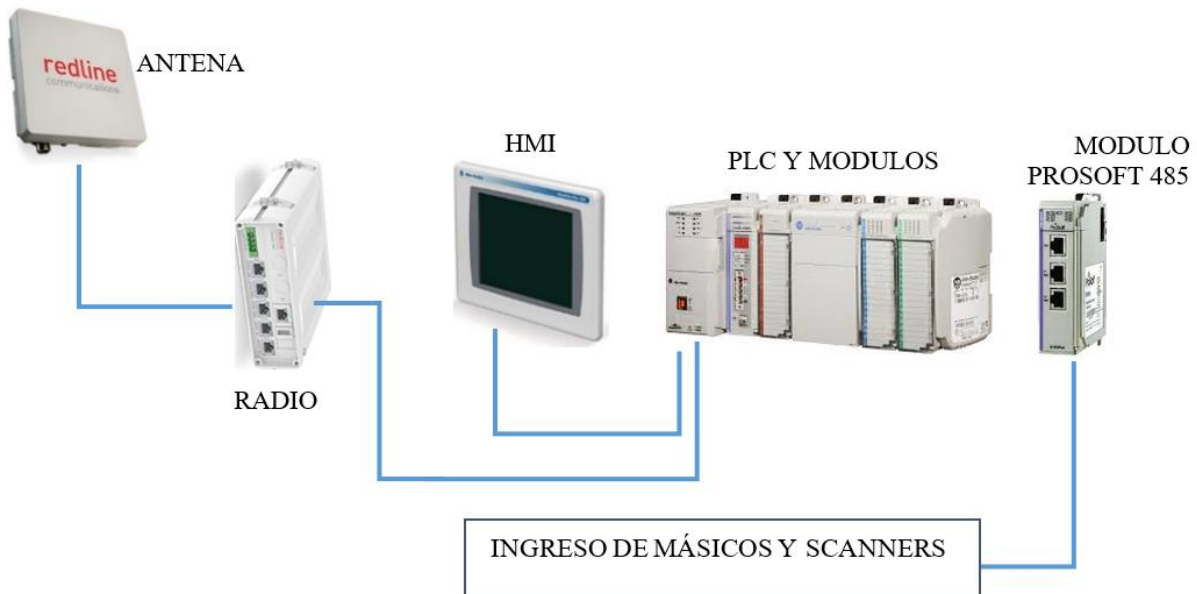 redline
communications
ANTENA
HMI
PLC Y MODULOS
MODULO
PROSOFT 485
RADIO
INGRESO DE MÁSICOS Y SCANNERS